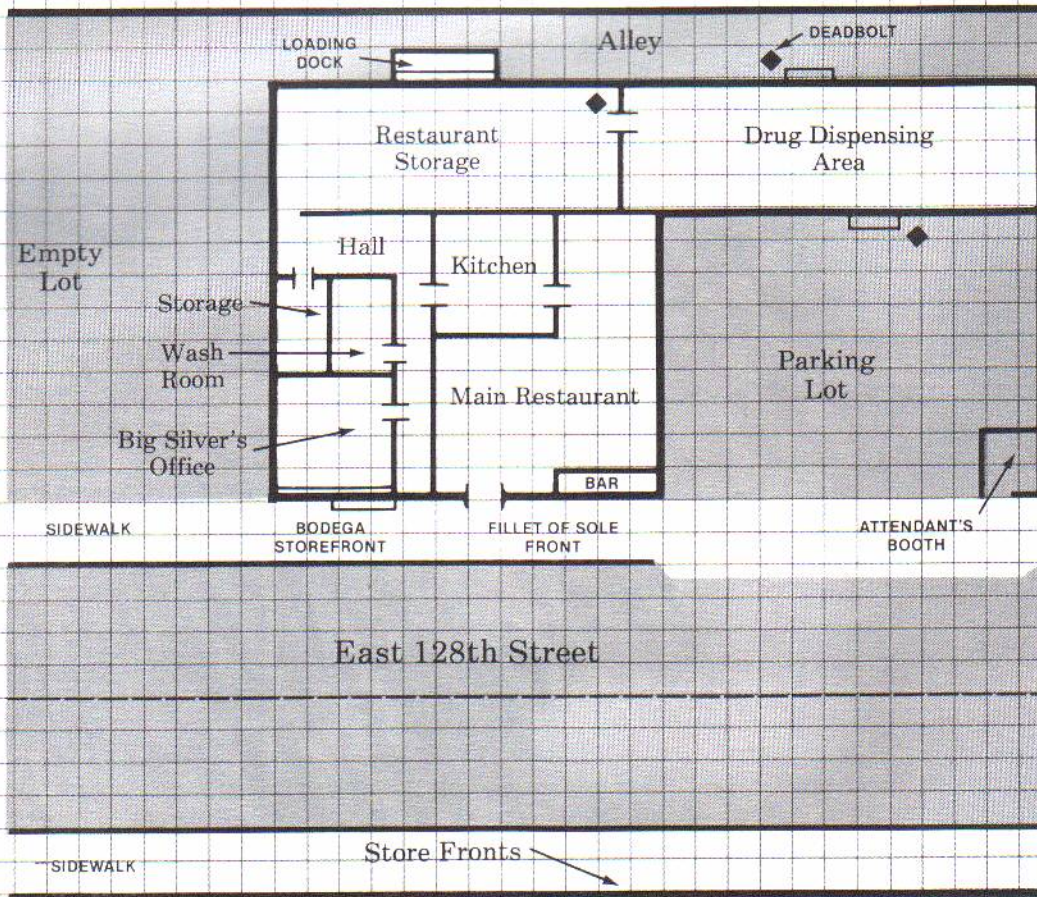 LOADING
DOCK
Alley
DEADBOLT
Restaurant
Storage
Drug Dispensing
Area
Empty
Lot
Hall
Kitchen
Storage
Wash
Room
Parking
Lot
Main Restaurant
Big Silver's
Office
BAR
SIDEWALK
BODEGA
STOREFRONT
FILLET OF SOLE
FRONT
ATTENDANT'S
BOOTH
East 128th Street
Store Fronts
SIDEWALK